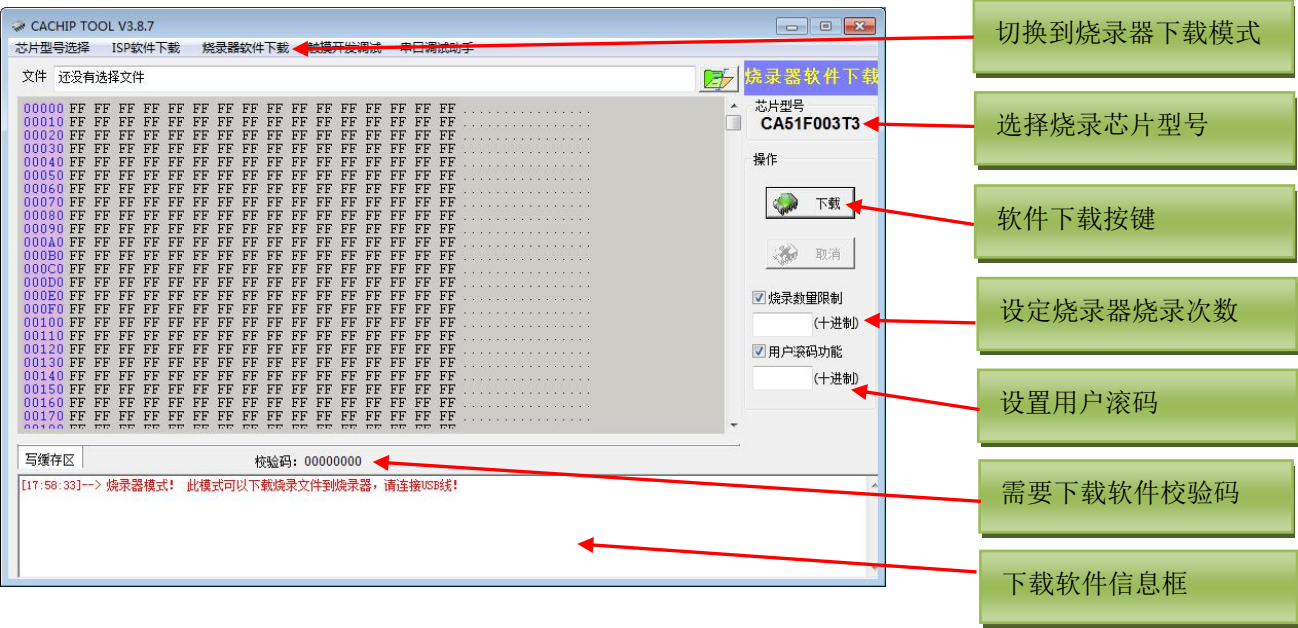 CACHIP TOOL V3.8.7
芯片型号选择 ISP软件下载 烧录器软件下载 触摸开发调试 串口调试助手
文件 还没有选择文件
烧录器软件下载
00000 FF FF FF FF FF FF FF FF FF FF FF FF FF FF FF FF ................
00010 FF FF FF FF FF FF FF FF FF FF FF FF FF FF FF FF ................
00020 FF FF FF FF FF FF FF FF FF FF FF FF FF FF FF FF ................
00030 FF FF FF FF FF FF FF FF FF FF FF FF FF FF FF FF ................
00040 FF FF FF FF FF FF FF FF FF FF FF FF FF FF FF FF ................
00050 FF FF FF FF FF FF FF FF FF FF FF FF FF FF FF FF ................
00060 FF FF FF FF FF FF FF FF FF FF FF FF FF FF FF FF ................
00070 FF FF FF FF FF FF FF FF FF FF FF FF FF FF FF FF ................
00080 FF FF FF FF FF FF FF FF FF FF FF FF FF FF FF FF ................
00090 FF FF FF FF FF FF FF FF FF FF FF FF FF FF FF FF ................
000A0 FF FF FF FF FF FF FF FF FF FF FF FF FF FF FF FF ................
000B0 FF FF FF FF FF FF FF FF FF FF FF FF FF FF FF FF ................
000C0 FF FF FF FF FF FF FF FF FF FF FF FF FF FF FF FF ................
000D0 FF FF FF FF FF FF FF FF FF FF FF FF FF FF FF FF ................
000E0 FF FF FF FF FF FF FF FF FF FF FF FF FF FF FF FF ................
000F0 FF FF FF FF FF FF FF FF FF FF FF FF FF FF FF FF ................
00100 FF FF FF FF FF FF FF FF FF FF FF FF FF FF FF FF ................
00110 FF FF FF FF FF FF FF FF FF FF FF FF FF FF FF FF ................
00120 FF FF FF FF FF FF FF FF FF FF FF FF FF FF FF FF ................
00130 FF FF FF FF FF FF FF FF FF FF FF FF FF FF FF FF ................
00140 FF FF FF FF FF FF FF FF FF FF FF FF FF FF FF FF ................
00150 FF FF FF FF FF FF FF FF FF FF FF FF FF FF FF FF ................
00160 FF FF FF FF FF FF FF FF FF FF FF FF FF FF FF FF ................
00170 FF FF FF FF FF FF FF FF FF FF FF FF FF FF FF FF ................
芯片型号
CA51F003T3
操作
下载
取消
烧录数量限制
(十进制)
用户滚码功能
(十进制)
写缓存区 校验码：00000000
[17:58:33]--> 烧录器模式！ 此模式可以下载烧录文件到烧录器，请连接USB线！
切换到烧录器下载模式
选择烧录芯片型号
软件下载按键
设定烧录器烧录次数
设置用户滚码
需要下载软件校验码
下载软件信息框